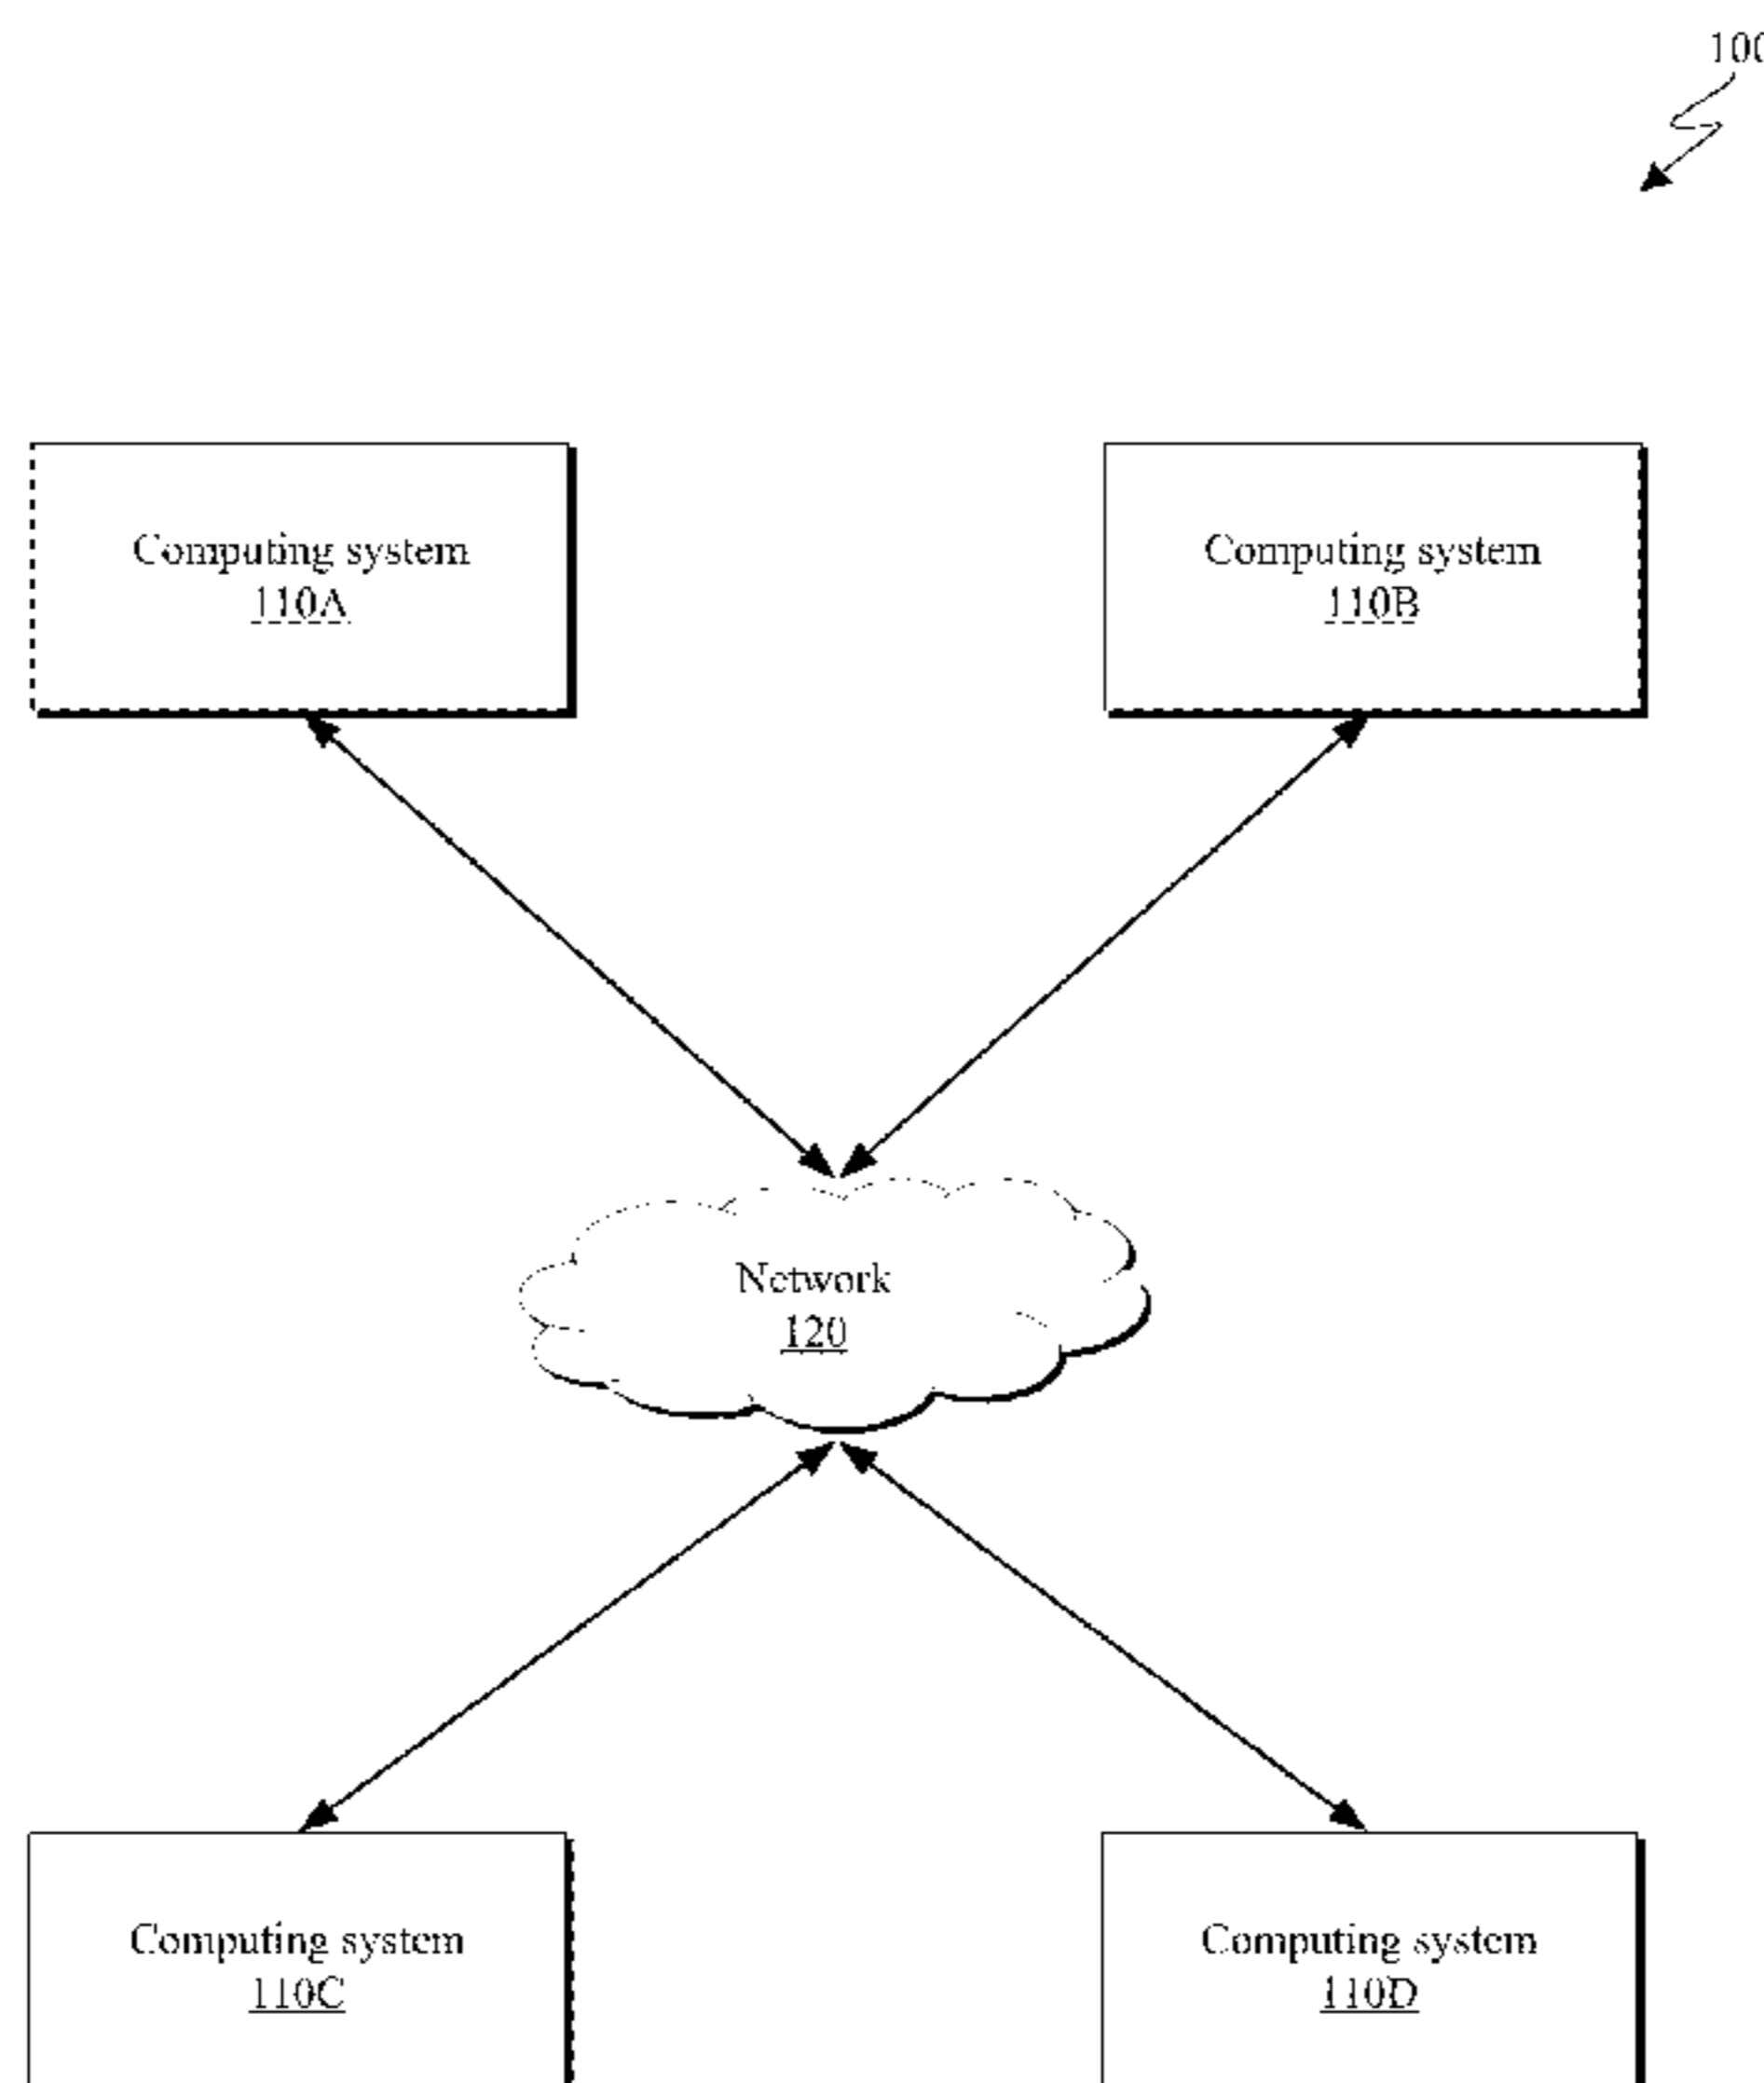 100
Computing system
110A
Computing system
110B
Network
120
Computing system
110C
Computing system
110D